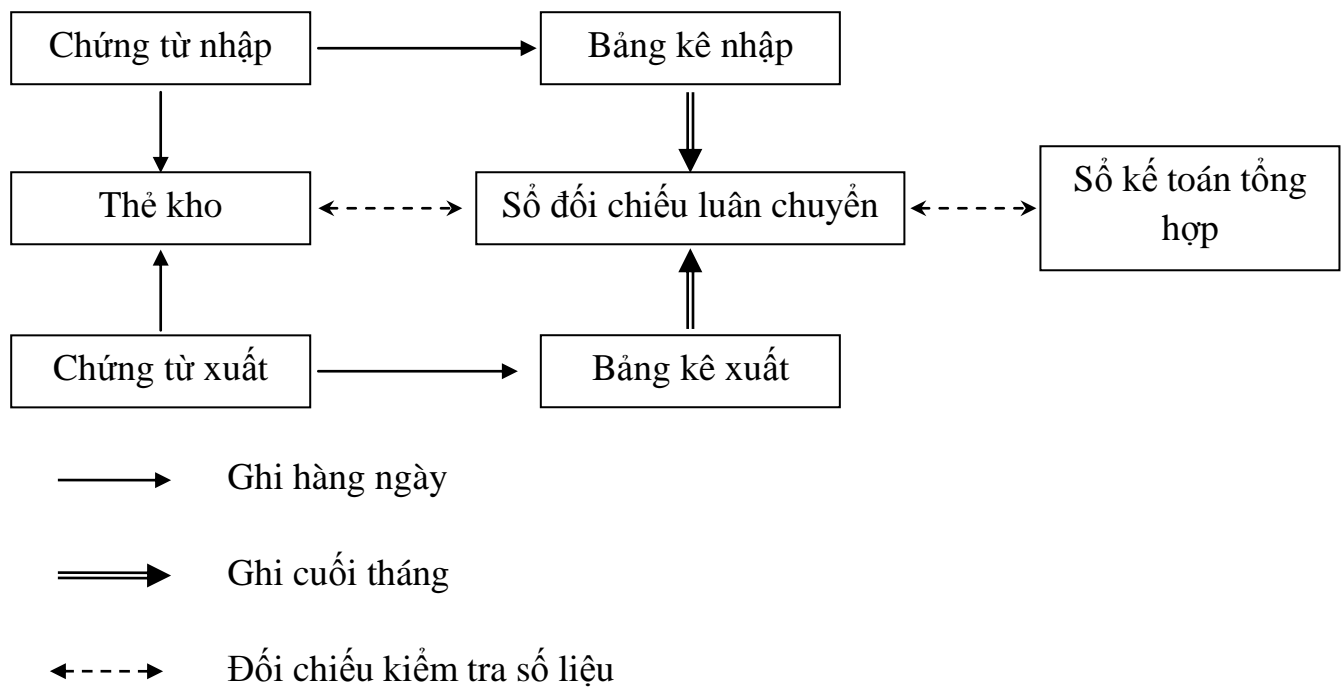 Chứng từ nhập
Bảng kê nhập
Thẻ kho
Sổ đối chiếu luân chuyển
Sổ kế toán tổng
hợp
Chứng từ xuất
Bảng kê xuất
Ghi hàng ngày
Ghi cuối tháng
Đối chiếu kiểm tra số liệu